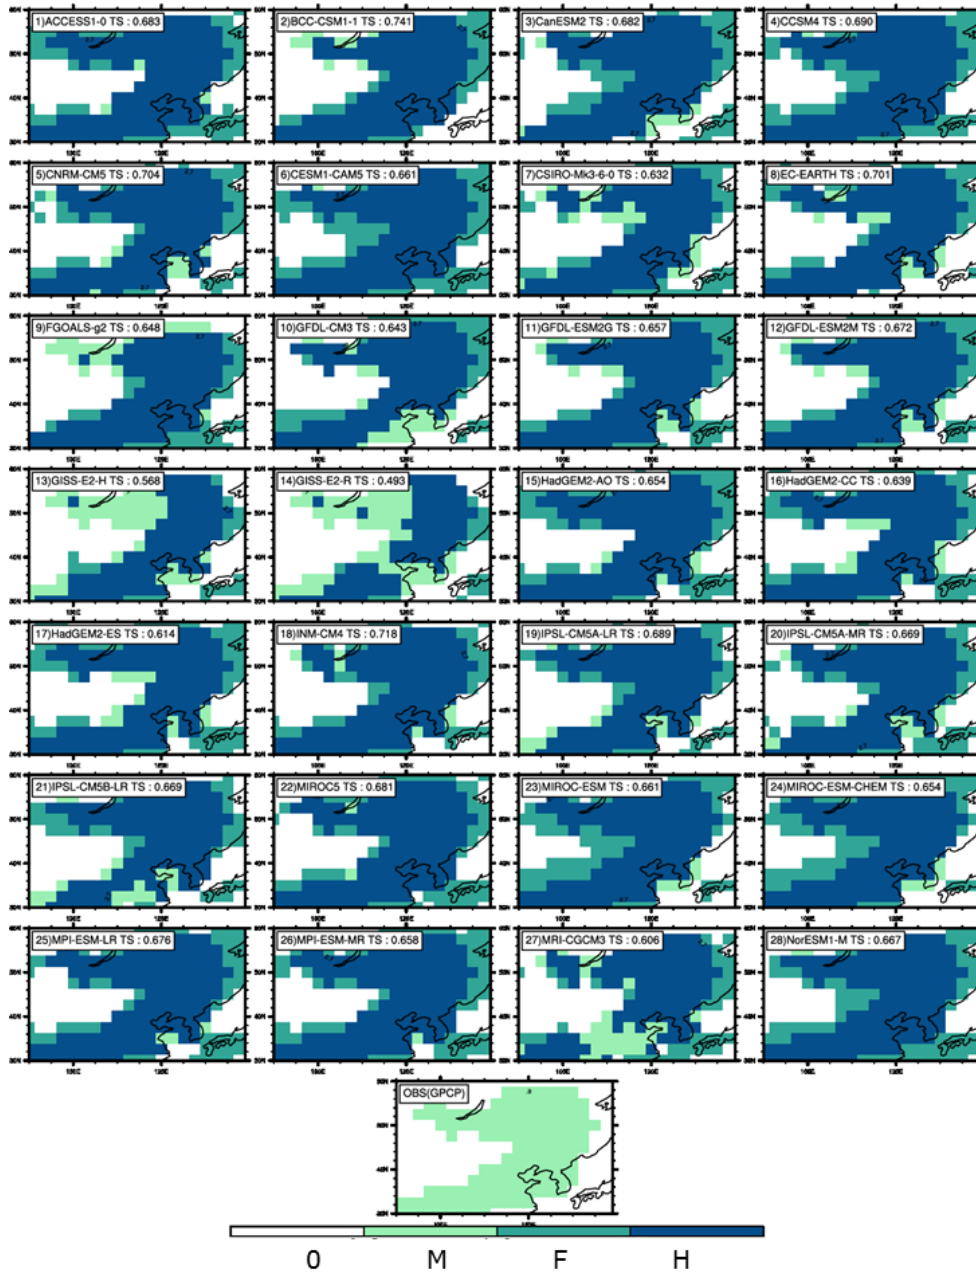 1)ACCESS1-0 TS : 0.683
2)BCC-CSM1-1 TS : 0.741
3)CanESM2 TS : 0.682
4)CCSM4 TS : 0.690
5)CNRM-CM5 TS : 0.704
6)CESM1-CAM5 TS : 0.661
7)CSIRO-Mk3-6-0 TS : 0.632
8)EC-EARTH TS : 0.701
9)FGOALS-g2 TS : 0.648
10)GFDL-CM3 TS : 0.643
11)GFDL-ESM2G TS : 0.657
12)GFDL-ESM2M TS : 0.672
13)GISS-E2-H TS : 0.568
14)GISS-E2-R TS : 0.493
15)HadGEM2-AO TS : 0.654
16)HadGEM2-CC TS : 0.639
17)HadGEM2-ES TS : 0.614
18)INM-CM4 TS : 0.718
19)IPSL-CM5A-LR TS : 0.689
20)IPSL-CM5A-MR TS : 0.669
21)IPSL-CM5B-LR TS : 0.669
22)MIROC5 TS : 0.681
23)MIROC-ESM TS : 0.661
24)MIROC-ESM-CHEM TS : 0.654
25)MPI-ESM-LR TS : 0.676
26)MPI-ESM-MR TS : 0.658
27)MRI-CGCM3 TS : 0.606
28)NorESM1-M TS : 0.667
OBS(GPCP)
0 M F H